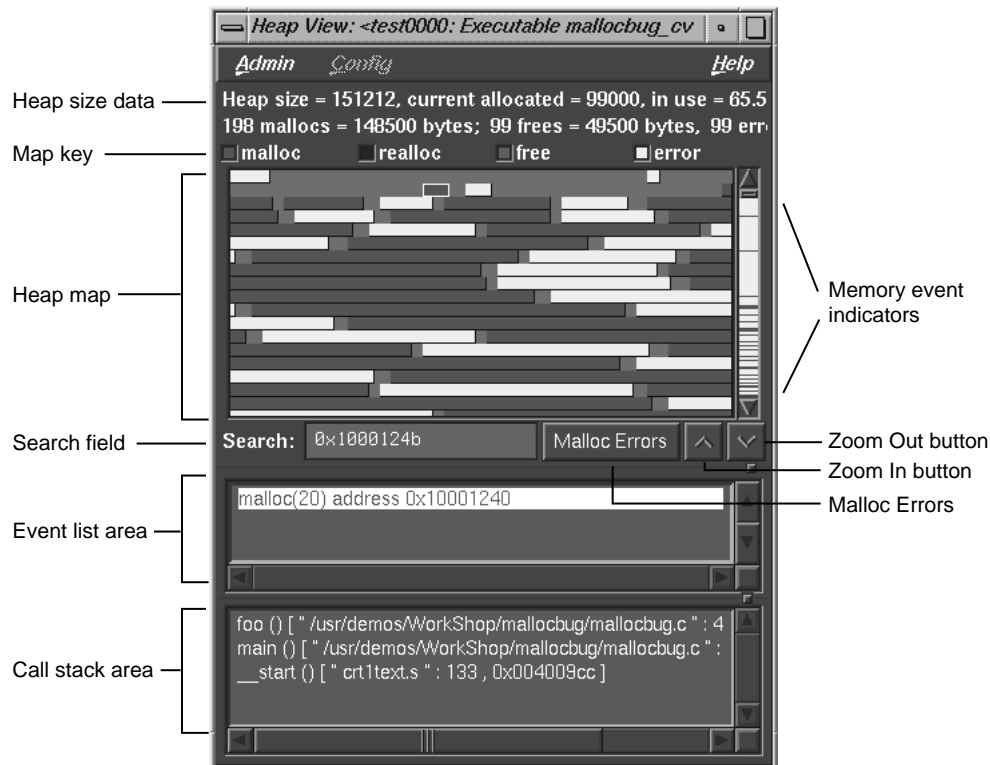 Heap View: <test0000: Executable mallocbug_cv
Admin Config Help
Heap size data
Heap size = 151212, current allocated = 99000, in use = 65.5
198 mallocs = 148500 bytes; 99 frees = 49500 bytes, 99 err
Map key
malloc realloc free error
Heap map
Memory event
indicators
Search field
Search: 0x1000124b Malloc Errors
Zoom Out button
Zoom In button
Malloc Errors
Event list area
malloc(20) address 0x10001240
Call stack area
foo () [ " /usr/demos/WorkShop/mallocbug/mallocbug.c " : 4
main () [ " /usr/demos/WorkShop/mallocbug/mallocbug.c " :
__start () [ " crt1text.s " : 133 , 0x004009cc ]